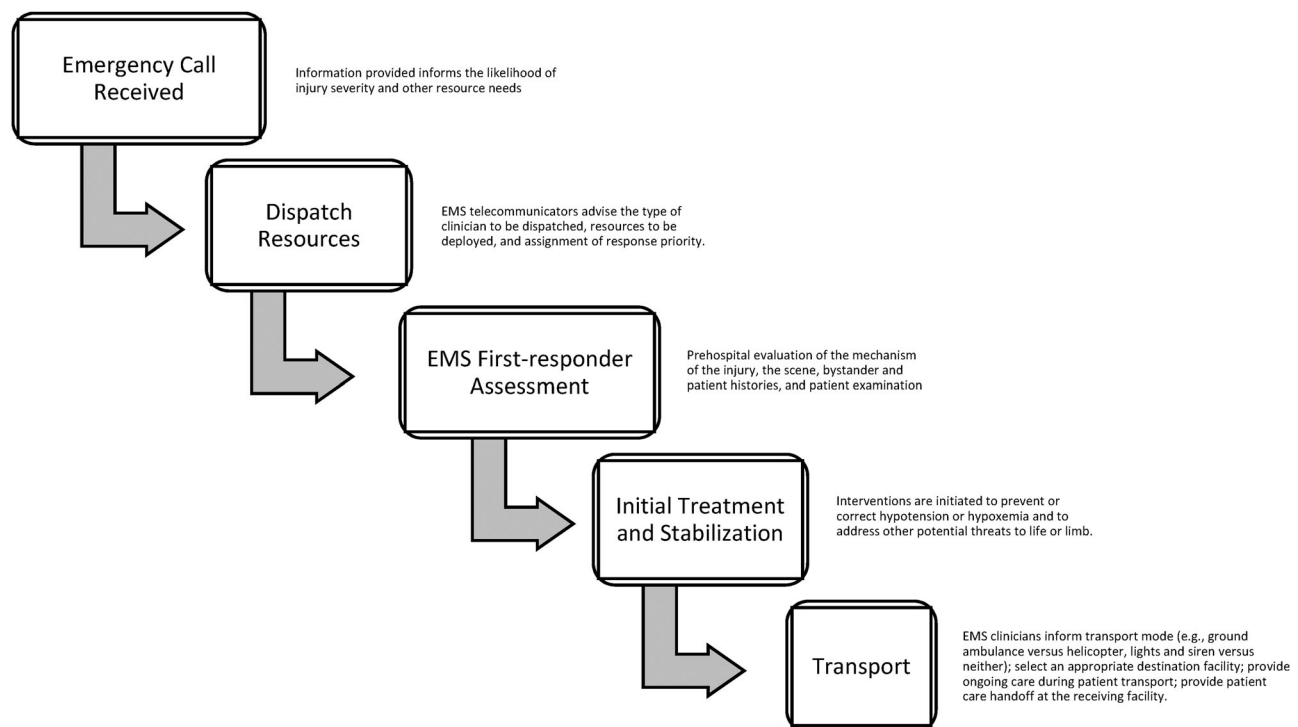 Emergency Call
Received
Information provided informs the likelihood of
injury severity and other resource needs
Dispatch
Resources
EMS telecommunicators advise the type of
clinician to be dispatched, resources to be
deployed, and assignment of response priority.
EMS First-responder
Assessment
Prehospital evaluation of the mechanism
of the injury, the scene, bystander and
patient histories, and patient examination
Initial Treatment
and Stabilization
Interventions are initiated to prevent or
correct hypotension or hypoxemia and to
address other potential threats to life or limb.
Transport
EMS clinicians inform transport mode (e.g., ground
ambulance versus helicopter, lights and siren versus
neither); select an appropriate destination facility; provide
ongoing care during patient transport; provide patient
care handoff at the receiving facility.